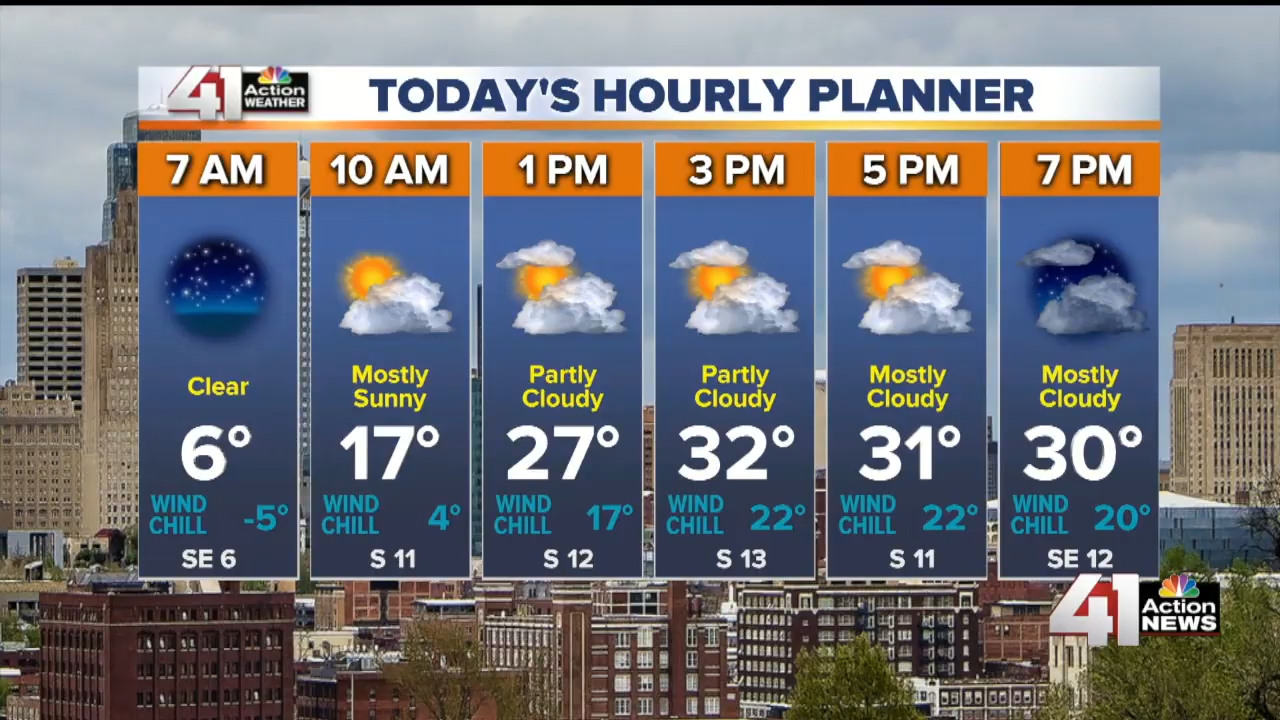 41 Action WEATHER
TODAY'S HOURLY PLANNER
7 AM
Clear
6°
WIND CHILL -5°
SE 6
10 AM
Mostly
Sunny
17°
WIND CHILL 4°
S 11
1 PM
Partly
Cloudy
27°
WIND CHILL 17°
S 12
3 PM
Partly
Cloudy
32°
WIND CHILL 22°
S 13
5 PM
Mostly
Cloudy
31°
WIND CHILL 22°
S 11
7 PM
Mostly
Cloudy
30°
WIND CHILL 20°
SE 12
41 Action NEWS